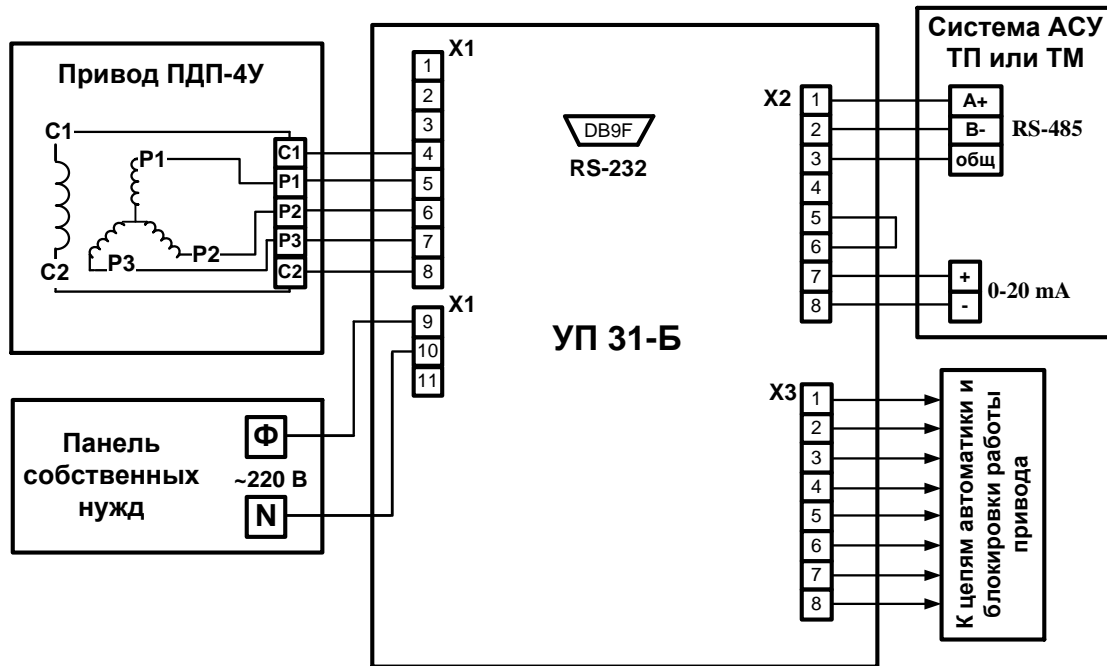 Привод ПДП-4У
C1
P1
P2
P3
C2
C1
P1
P2
P3
C2
X1
1
2
3
4
5
6
7
8
X1
9
10
11
Панель
собственных
нужд
Ф
~220 В
N
DB9F
RS-232
УП 31-Б
X2
1
2
3
4
5
6
7
8
Система АСУ
ТП или ТМ
A+
B-
общ
RS-485
+
-
0-20 mA
X3
1
2
3
4
5
6
7
8
К цепям автоматики и
блокировки работы
привода